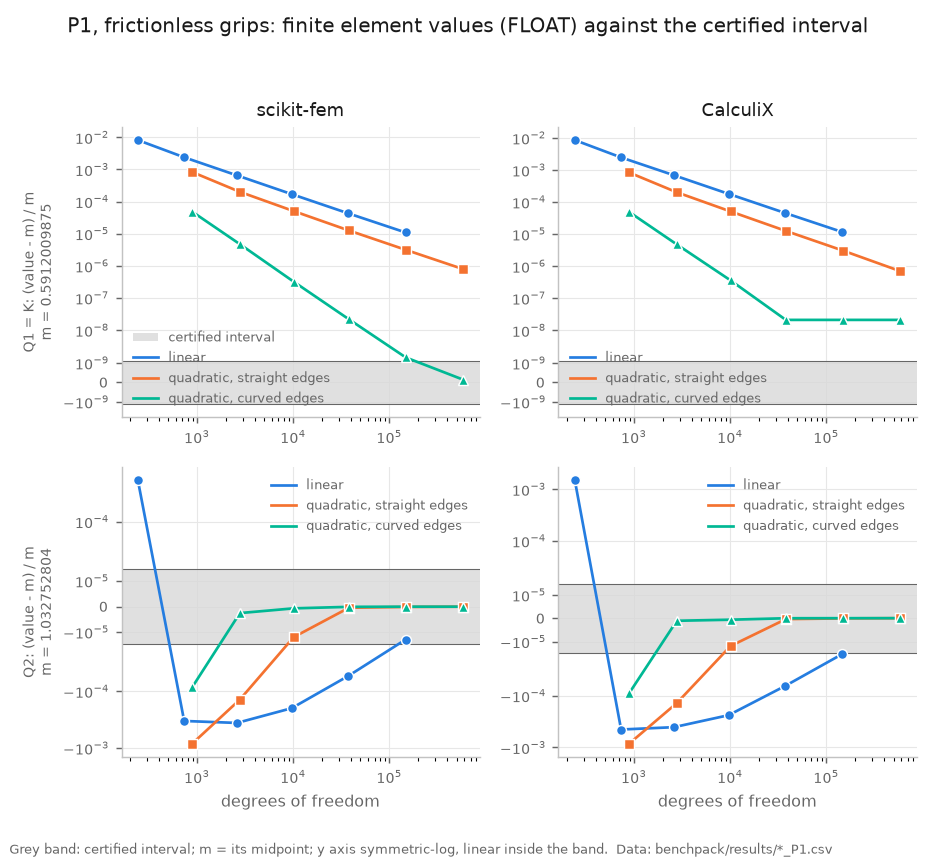 P1, frictionless grips: finite element values (FLOAT) against the certified interval
scikit-fem
Q1 = K: (value - m) / m
m = 0.5912009875
10⁻²
10⁻³
10⁻⁴
10⁻⁵
10⁻⁶
10⁻⁷
10⁻⁸
10⁻⁹
0
−10⁻⁹
certified interval
linear
quadratic, straight edges
quadratic, curved edges
10³
10⁴
10⁵
CalculiX
10⁻²
10⁻³
10⁻⁴
10⁻⁵
10⁻⁶
10⁻⁷
10⁻⁸
10⁻⁹
0
−10⁻⁹
linear
quadratic, straight edges
quadratic, curved edges
10³
10⁴
10⁵
Q2: (value - m) / m
m = 1.032752804
10⁻⁴
10⁻⁵
0
−10⁻⁵
−10⁻⁴
−10⁻³
linear
quadratic, straight edges
quadratic, curved edges
10³
10⁴
10⁵
degrees of freedom
10⁻³
10⁻⁴
10⁻⁵
0
−10⁻⁵
−10⁻⁴
−10⁻³
linear
quadratic, straight edges
quadratic, curved edges
10³
10⁴
10⁵
degrees of freedom
Grey band: certified interval; m = its midpoint; y axis symmetric-log, linear inside the band.  Data: benchpack/results/*_P1.csv